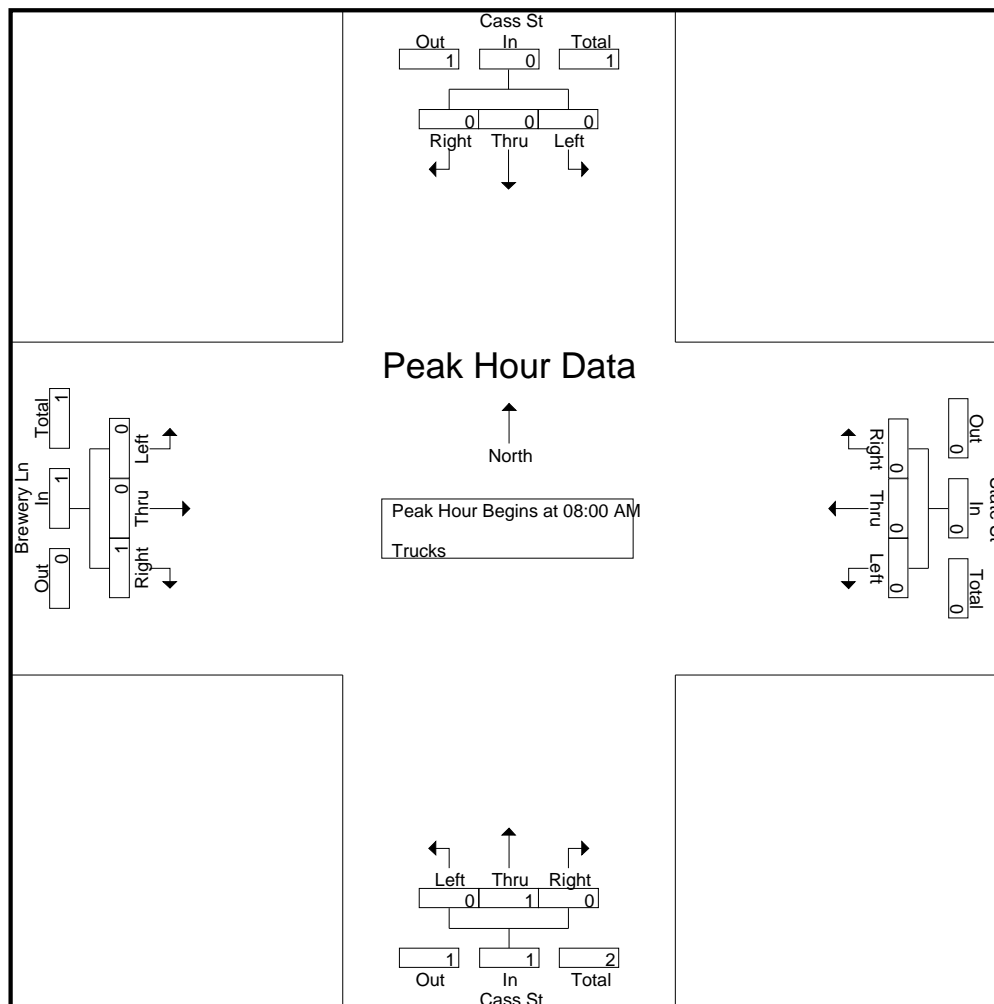 Cass St
Out In Total
1 0 1
0 0 0
Right Thru Left
Peak Hour Data
North
Peak Hour Begins at 08:00 AM
Trucks
Brewery Ln
Total In Out
1 1 0
0 0 1
Left Thru Right
State St
Out In Total
0 0 0
0 0 0
Right Thru Left
Left Thru Right
0 1 0
1 1 2
Out In Total
Cass St